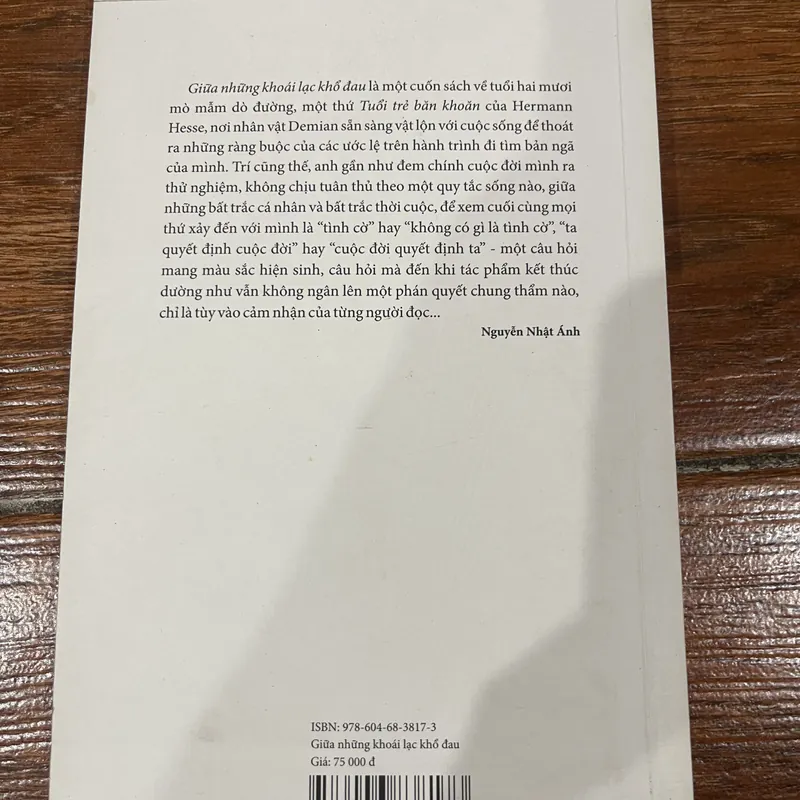 Giữa những khoái lạc khổ đau là một cuốn sách về tuổi hai mươi
mò mẫm dò đường, một thứ Tuổi trẻ băn khoăn của Hermann
Hesse, nơi nhân vật Demian sẵn sàng vật lộn với cuộc sống để thoát
ra những ràng buộc của các ước lệ trên hành trình đi tìm bản ngã
của mình. Trí cũng thế, anh gần như đem chính cuộc đời mình ra
thử nghiệm, không chịu tuân thủ theo một quy tắc sống nào, giữa
những bất trắc cá nhân và bất trắc thời cuộc, để xem cuối cùng mọi
thứ xảy đến với mình là “tình cờ” hay “không có gì là tình cờ”, “ta
quyết định cuộc đời” hay “cuộc đời quyết định ta” - một câu hỏi
mang màu sắc hiện sinh, câu hỏi mà đến khi tác phẩm kết thúc
dường như vẫn không ngân lên một phán quyết chung thẩm nào,
chỉ là tùy vào cảm nhận của từng người đọc...
Nguyễn Nhật Ánh
ISBN: 978-604-68-3817-3
Giữa những khoái lạc khổ đau
Giá: 75 000 đ